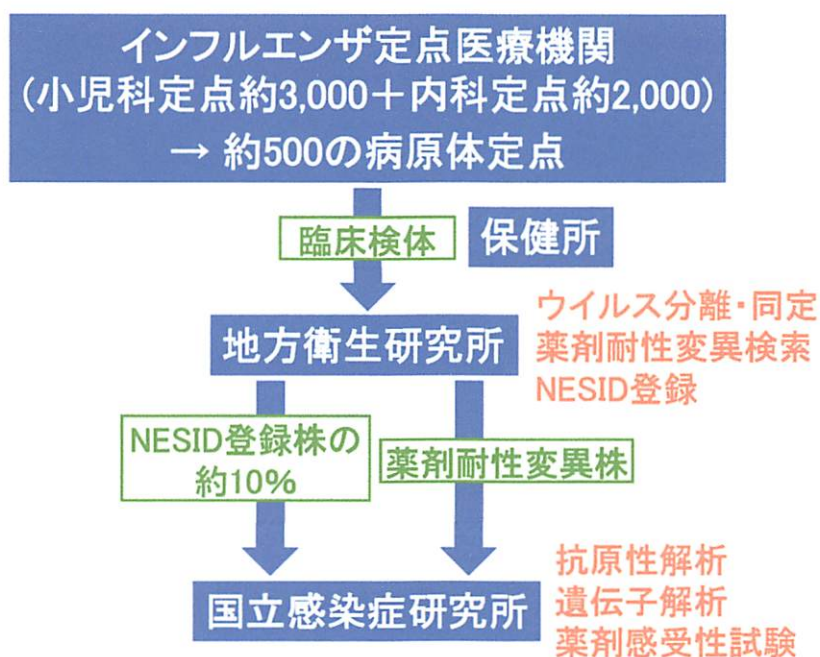 インフルエンザ定点医療機関
(小児科定点約3,000＋内科定点約2,000)
→ 約500の病原体定点
臨床検体
保健所
地方衛生研究所
ウイルス分離・同定
薬剤耐性変異検索
NESID登録
NESID登録株の
約10%
薬剤耐性変異株
国立感染症研究所
抗原性解析
遺伝子解析
薬剤感受性試験